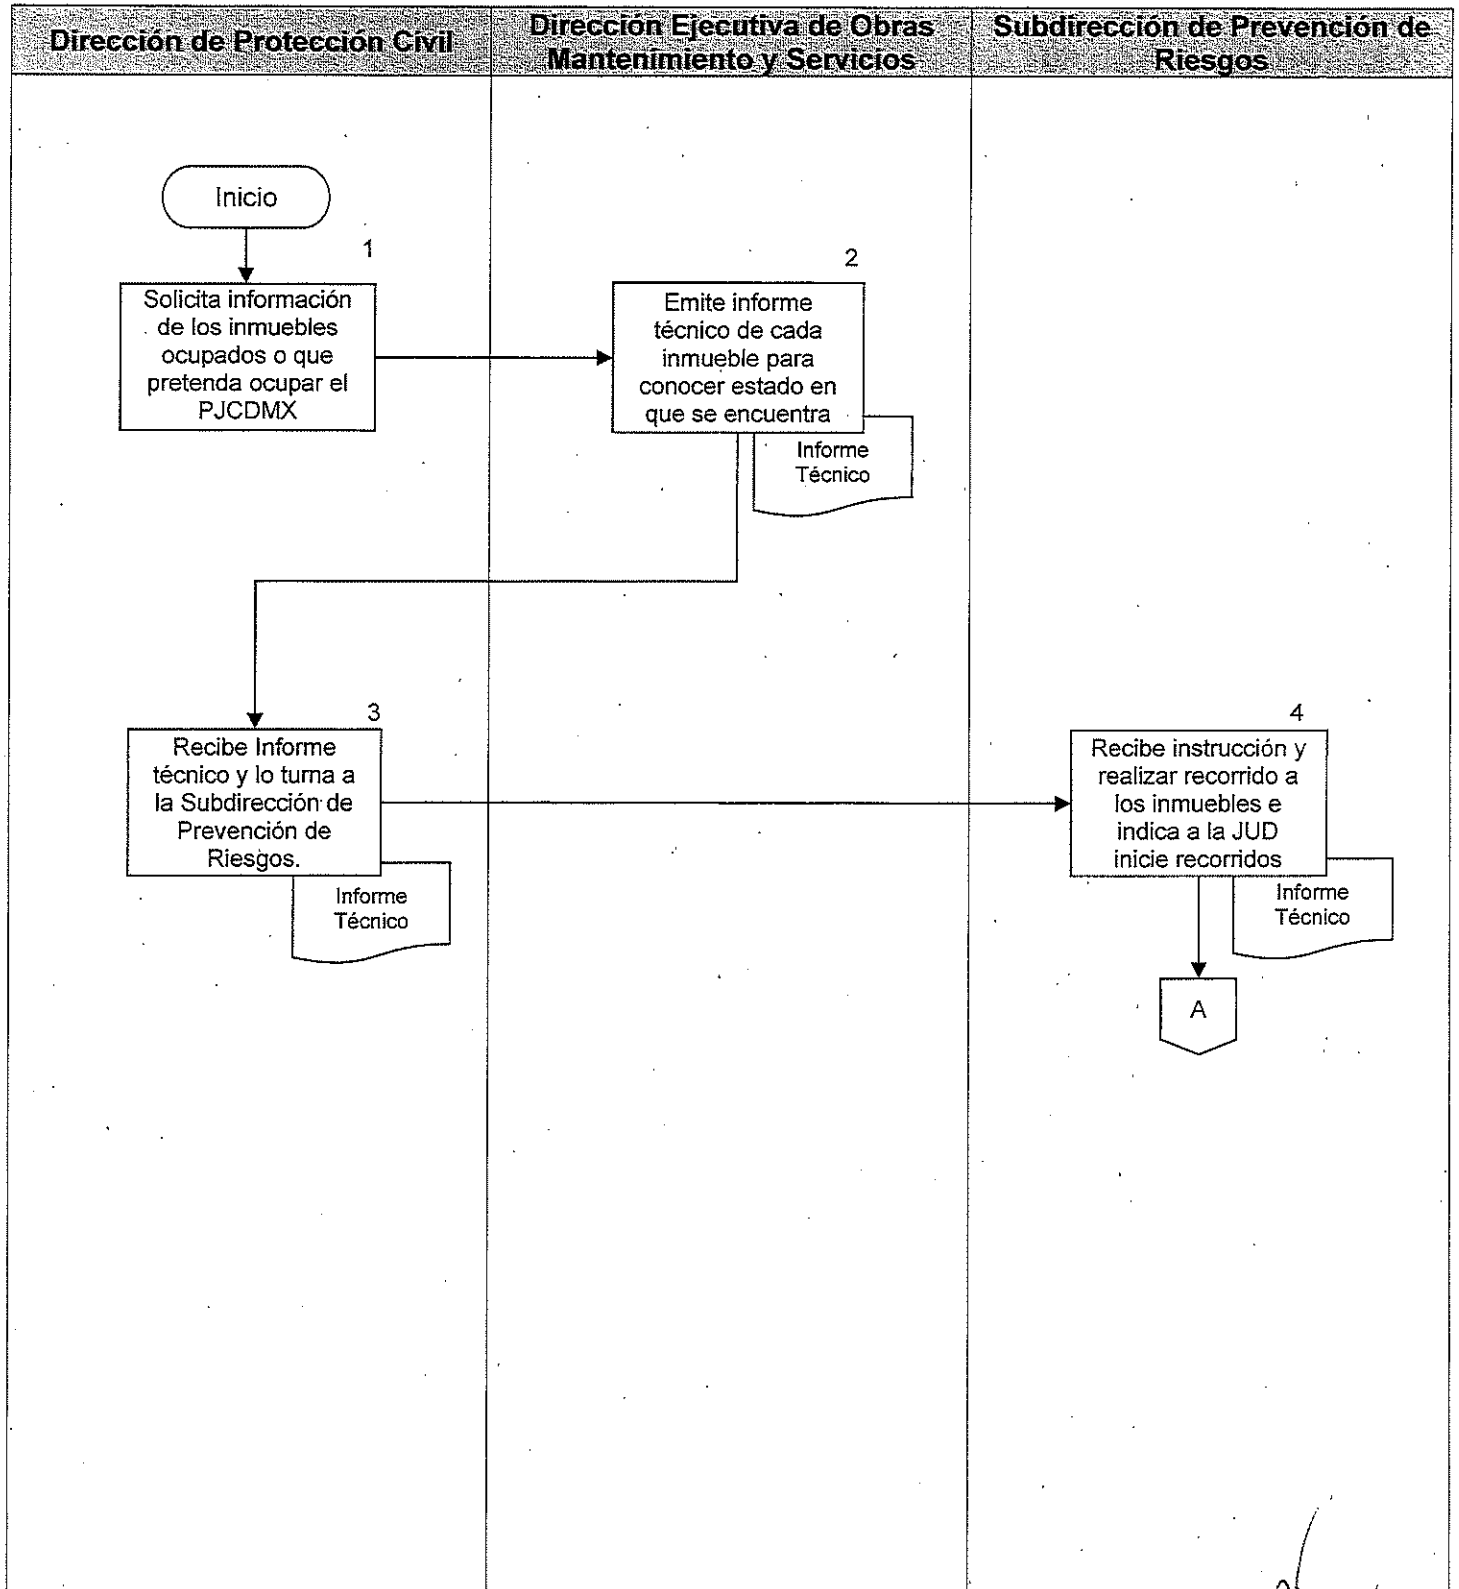 Dirección de Protección Civil
Dirección Ejecutiva de Obras
Mantenimiento y Servicios
Subdirección de Prevención de
Riesgos
Inicio
1
Solicita información
de los inmuebles
ocupados o que
pretenda ocupar el
PJCDMX
2
Emite informe
técnico de cada
inmueble para
conocer estado en
que se encuentra
Informe
Técnico
3
Recibe Informe
técnico y lo turna a
la Subdirección de
Prevención de
Riesgos.
Informe
Técnico
4
Recibe instrucción y
realizar recorrido a
los inmuebles e
indica a la JUD
inicie recorridos
Informe
Técnico
A